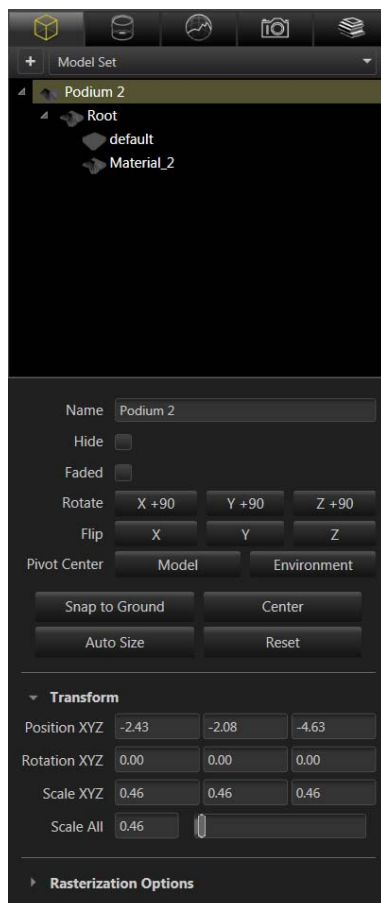 + Model Set
Podium 2
Root
default
Material_2
Name Podium 2
Hide
Faded
Rotate X +90 Y +90 Z +90
Flip X Y Z
Pivot Center Model Environment
Snap to Ground Center
Auto Size Reset
Transform
Position XYZ -2.43 -2.08 -4.63
Rotation XYZ 0.00 0.00 0.00
Scale XYZ 0.46 0.46 0.46
Scale All 0.46
Rasterization Options